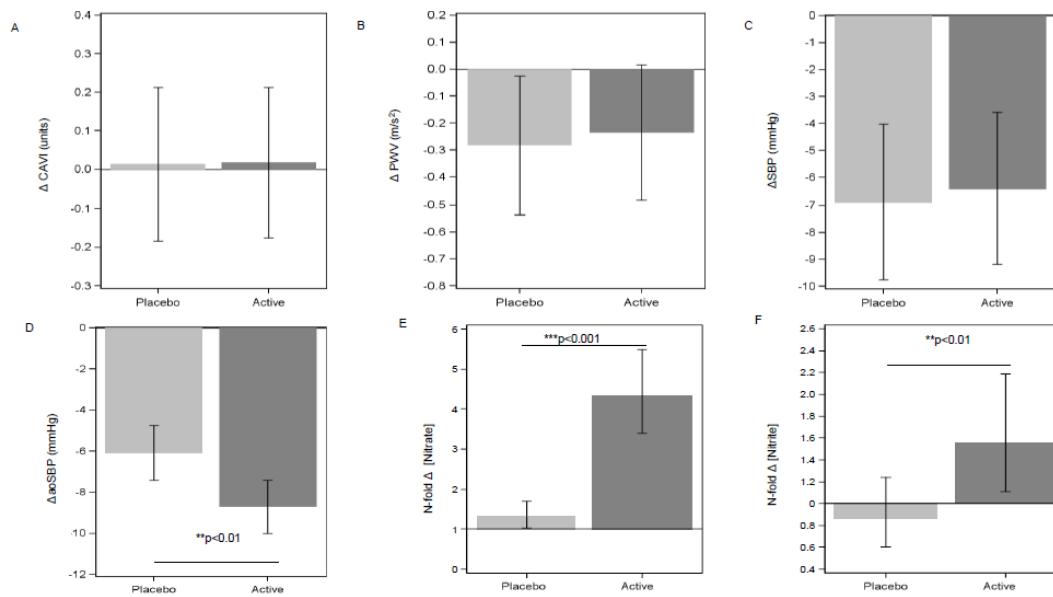 A
0.4
0.3
0.2
0.1
0.0
-0.1
-0.2
-0.3
Δ CAVI (units)
Placebo Active
B
0.2
0.1
0.0
-0.1
-0.2
-0.3
-0.4
-0.5
-0.6
-0.7
-0.8
Δ PWV (m/s²)
Placebo Active
C
0
-1
-2
-3
-4
-5
-6
-7
-8
-9
-10
ΔSBP (mmHg)
Placebo Active
D
0
-2
-4
-6
-8
-10
-12
ΔaoSBP (mmHg)
**p<0.01
Placebo Active
E
6
5
4
3
2
1
0
N-fold Δ [Nitrate]
***p<0.001
Placebo Active
F
2.6
2.4
2.2
2.0
1.8
1.6
1.4
1.2
0
0.8
0.6
0.4
N-fold Δ [Nitrite]
**p<0.01
Placebo Active